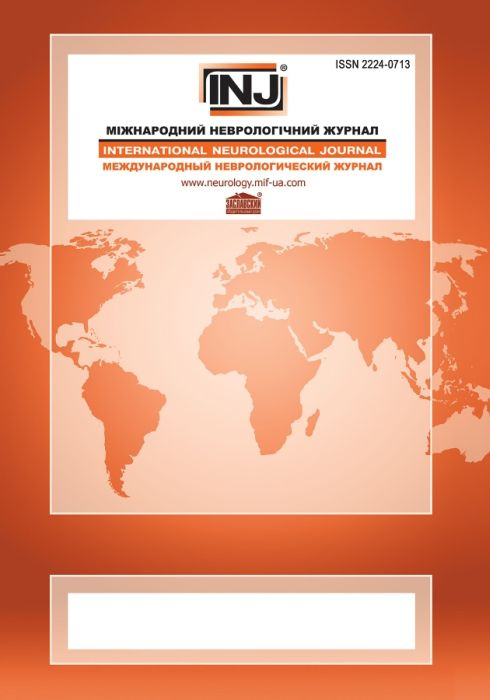 ISSN 2224-0713
INJ®
МІЖНАРОДНИЙ НЕВРОЛОГІЧНИЙ ЖУРНАЛ
INTERNATIONAL NEUROLOGICAL JOURNAL
МЕЖДУНАРОДНЫЙ НЕВРОЛОГИЧЕСКИЙ ЖУРНАЛ
www.neurology.mif-ua.com
ЗАСЛАВСКИЙ®